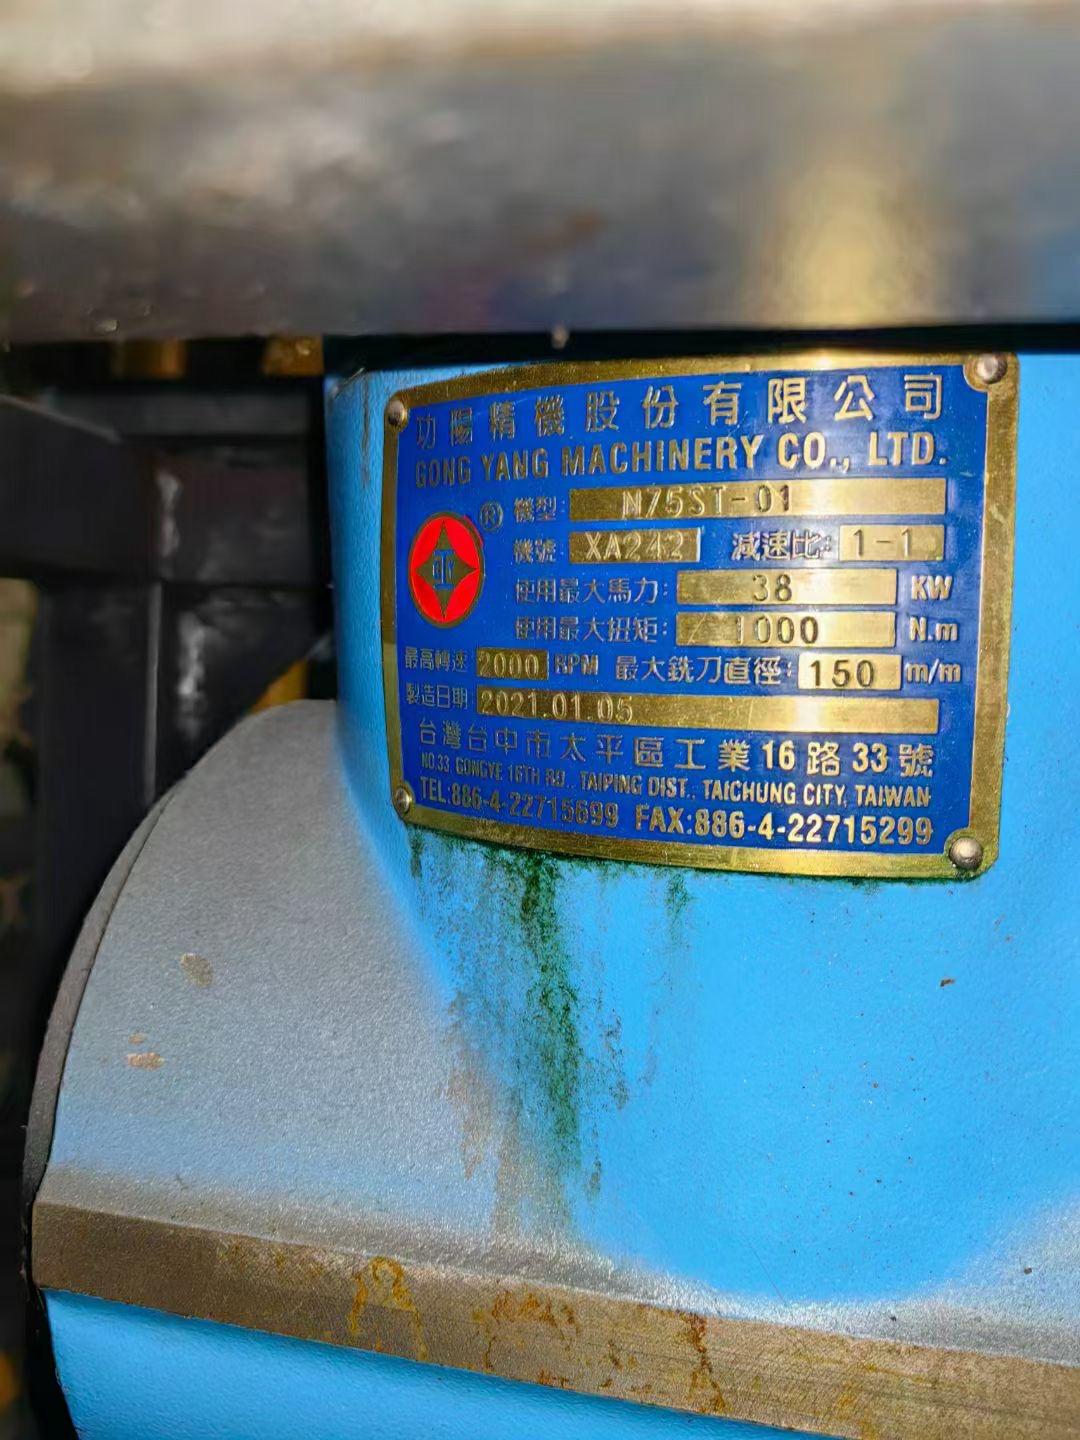 功陽精機股份有限公司
GONG YANG MACHINERY CO., LTD.
® 機型: N75ST-01
機號: XA242 減速比: 1-1
GTY
使用最大馬力: 38 KW
使用最大扭矩: 1000 N.m
最高轉速 2000 RPM 最大銑刀直徑: 150 m/m
製造日期 2021.01.05
台灣台中市太平區工業16路33號
NO.33 GONGYE 16TH RD., TAIPING DIST., TAICHUNG CITY, TAIWAN
TEL:886-4-22715699 FAX:886-4-22715299